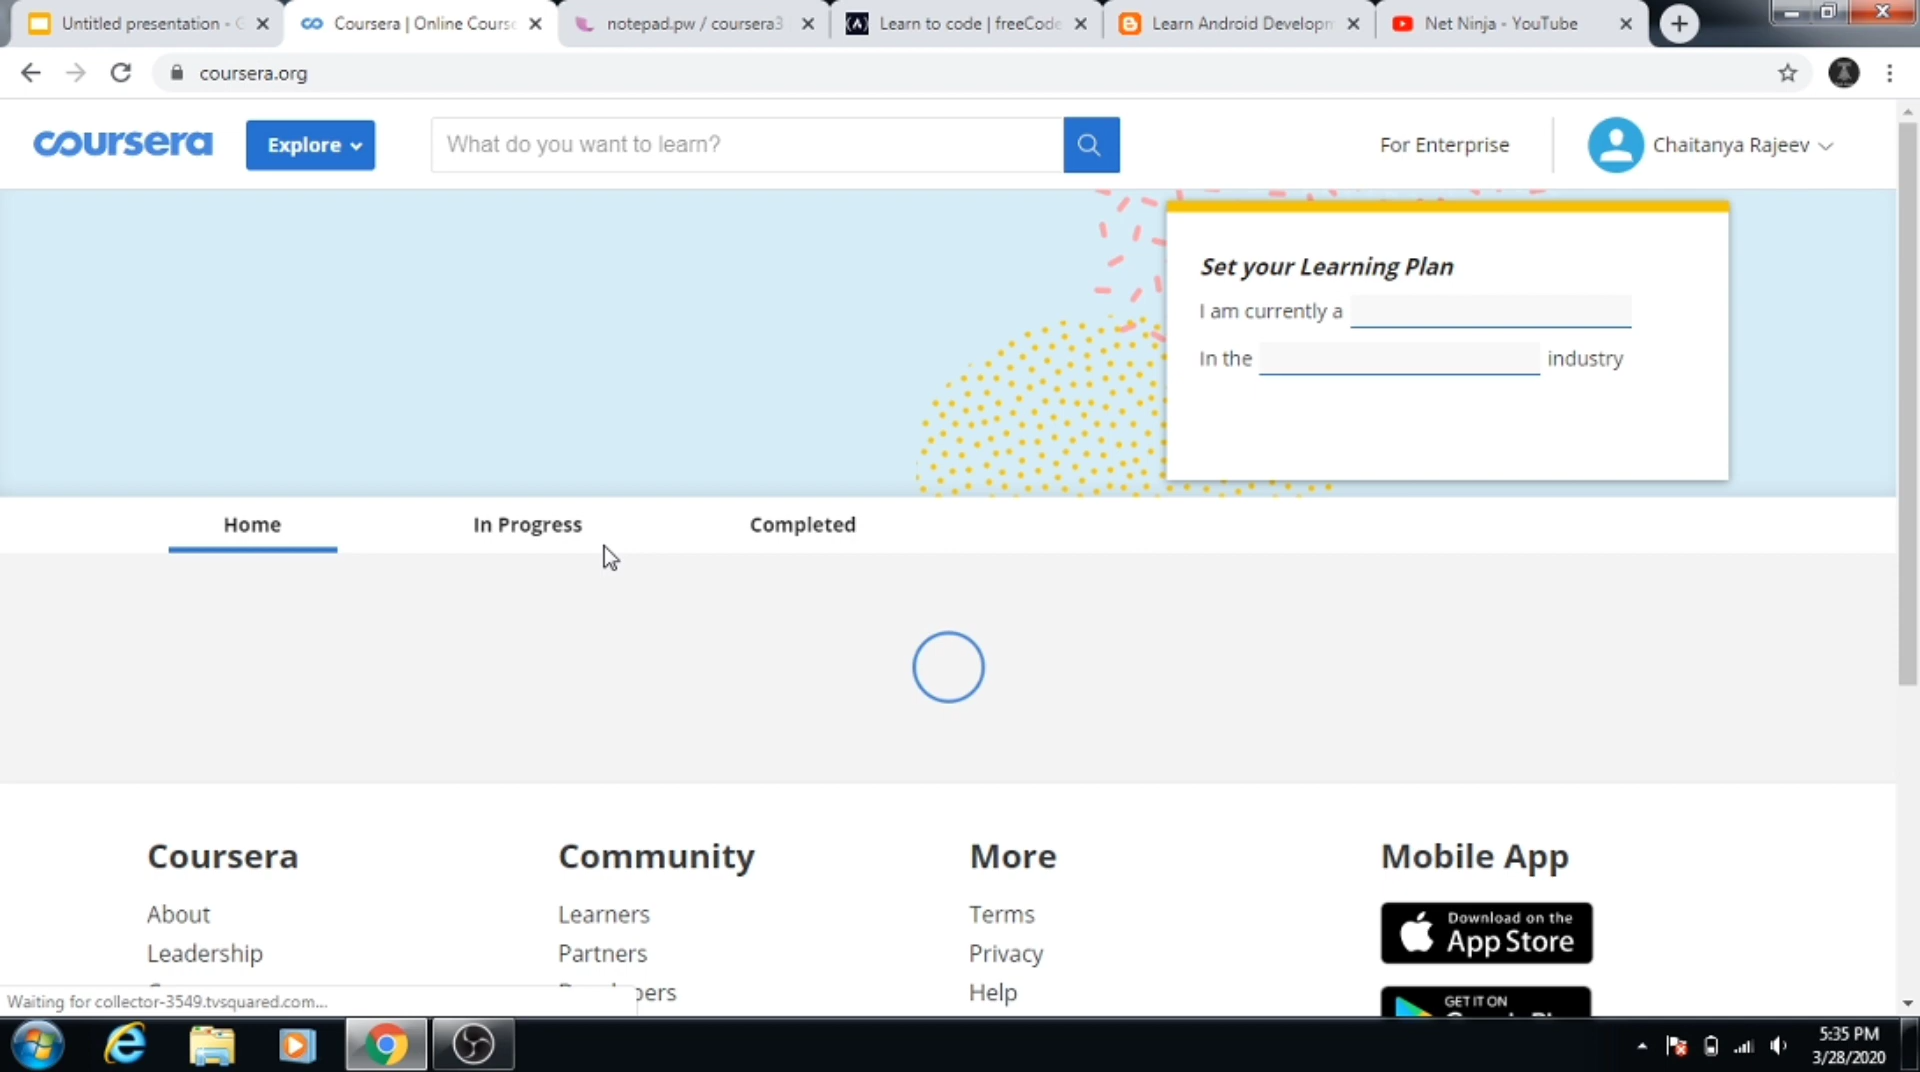 Untitled presentation - G
Coursera | Online Course
notepad.pw / coursera3
Learn to code | freeCode
Learn Android Developm
Net Ninja - YouTube
coursera.org
coursera
Explore
What do you want to learn?
For Enterprise
Chaitanya Rajeev
Set your Learning Plan
I am currently a
In the industry
Home
In Progress
Completed
Coursera
Community
More
Mobile App
About
Learners
Terms
Download on the
App Store
Leadership
Partners
Privacy
Help
GET IT ON
Waiting for collector-3549.tvsquared.com...
5:35 PM
3/28/2020